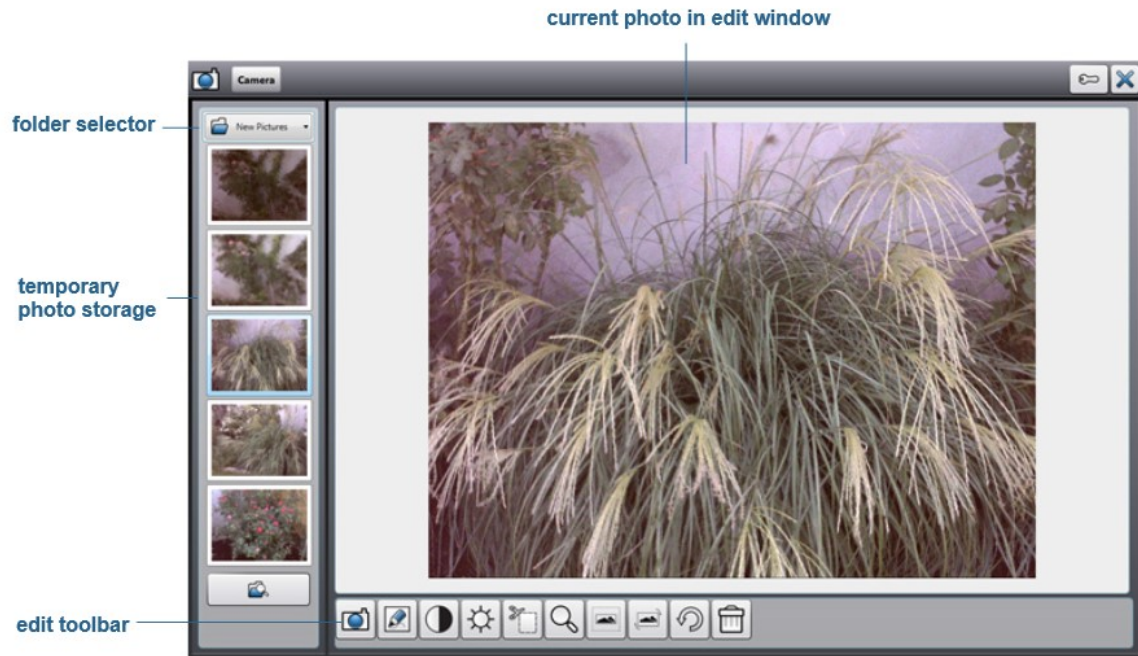 current photo in edit window
Camera
folder selector
New Pictures
temporary
photo storage
edit toolbar